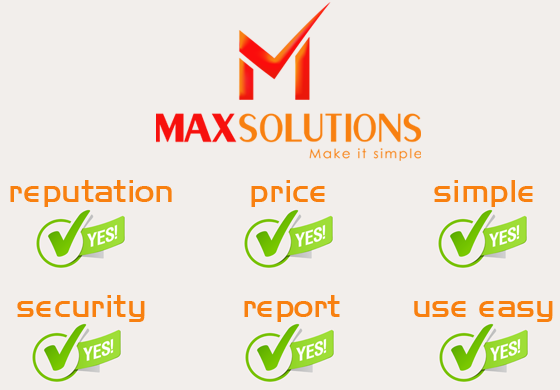 MAXSOLUTIONS
Make it simple
reputation price simple
YES! YES! YES!
security report use easy
YES! YES! YES!